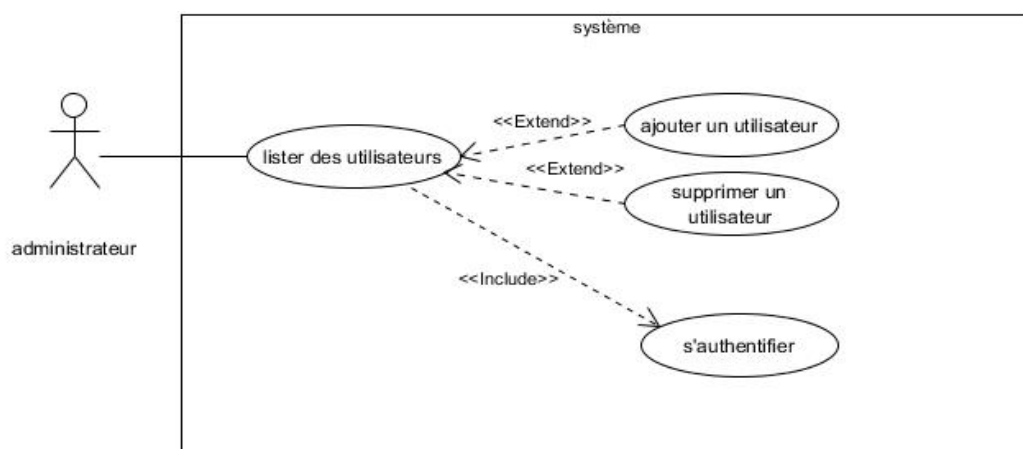 système
<<Extend>>
ajouter un utilisateur
lister des utilisateurs
<<Extend>>
supprimer un
utilisateur
administrateur
<<Include>>
s'authentifier